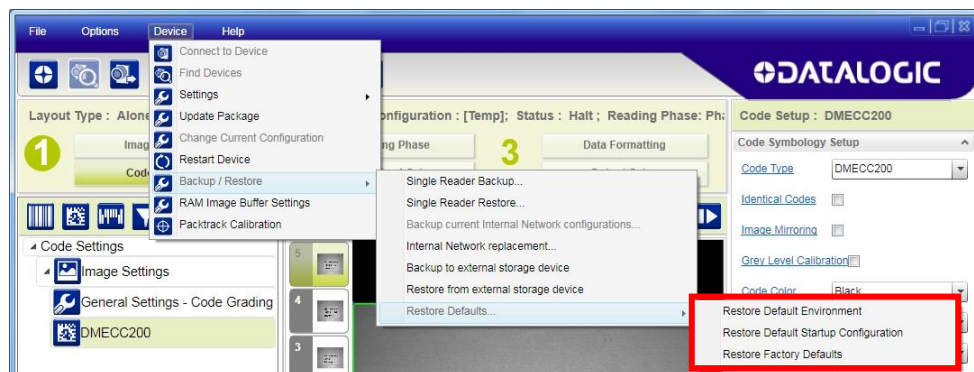 File Options Device Help
DATALOGIC
Connect to Device
Find Devices
Settings
Update Package
Change Current Configuration
Restart Device
Backup / Restore
RAM Image Buffer Settings
Packtrack Calibration
Layout Type : Alone
onfiguration : [Temp]; Status : Halt ; Reading Phase: Pha
1
Imag
ng Phase
3
Data Formatting
Cod
Code Setup : DMECC200
Code Symbology Setup
Code Type DMECC200
Identical Codes
Image Mirroring
Grey Level Calibration
Code Color Black
Single Reader Backup...
Single Reader Restore...
Backup current Internal Network configurations...
Internal Network replacement...
Backup to external storage device
Restore from external storage device
Restore Defaults...
Restore Default Environment
Restore Default Startup Configuration
Restore Factory Defaults
Code Settings
Image Settings
General Settings - Code Grading
DMECC200
5
4
3